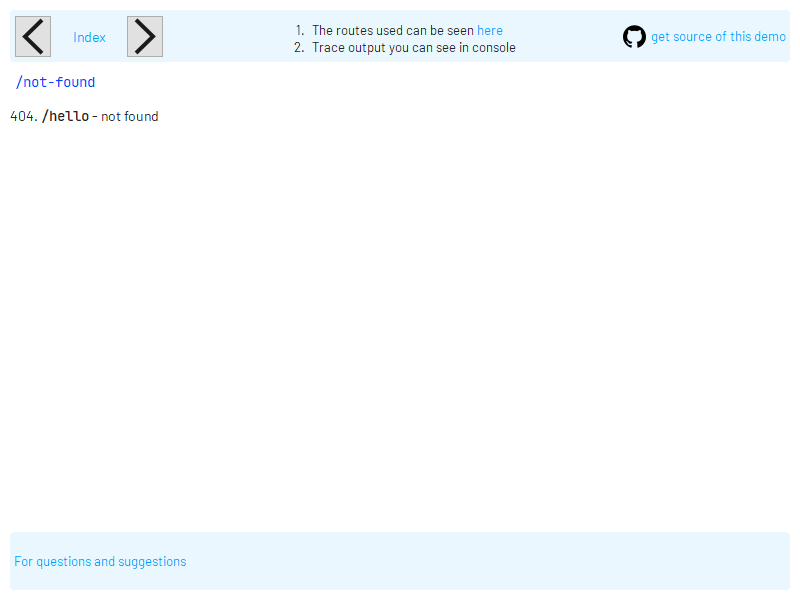 Index
1. The routes used can be seen here
2. Trace output you can see in console
get source of this demo
/not-found
404. /hello - not found
For questions and suggestions